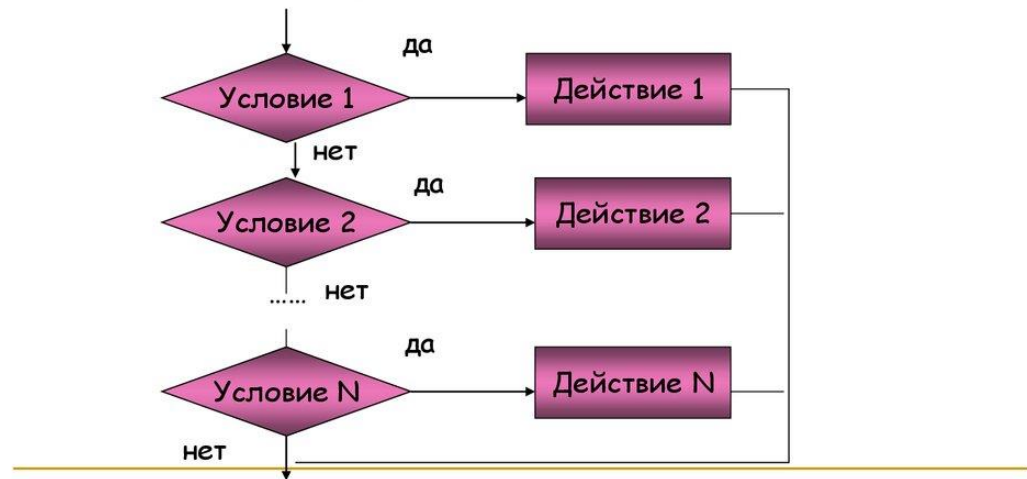 да
Условие 1
Действие 1
нет
да
Условие 2
Действие 2
...... нет
да
Условие N
Действие N
нет